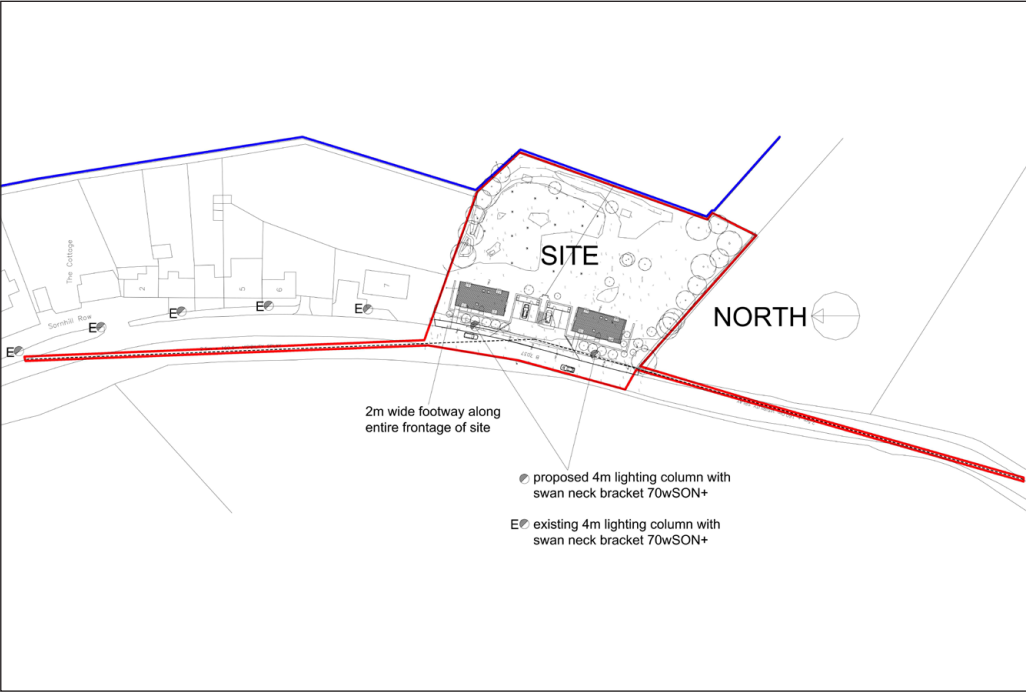 SITE
NORTH
The Cottage
2
5
6
7
Sornhill Row
E
E
E
E
E
2m wide footway along
entire frontage of site
proposed 4m lighting column with
swan neck bracket 70wSON+
E existing 4m lighting column with
swan neck bracket 70wSON+